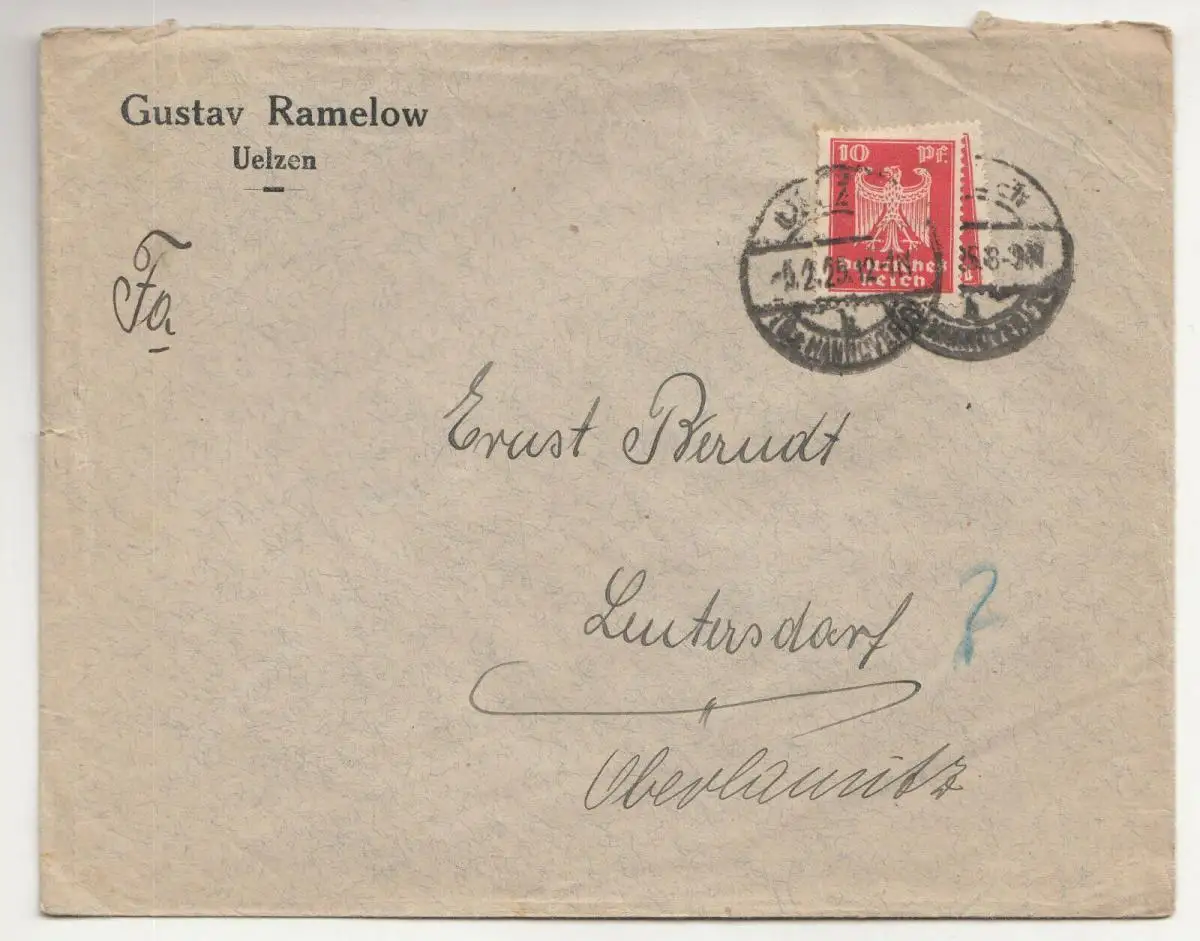 Gustav Ramelow
Uelzen
10 Pf.
Deutsches
Reich
Fa
Ernst Berndt
Leutersdorf
Oberlausitz